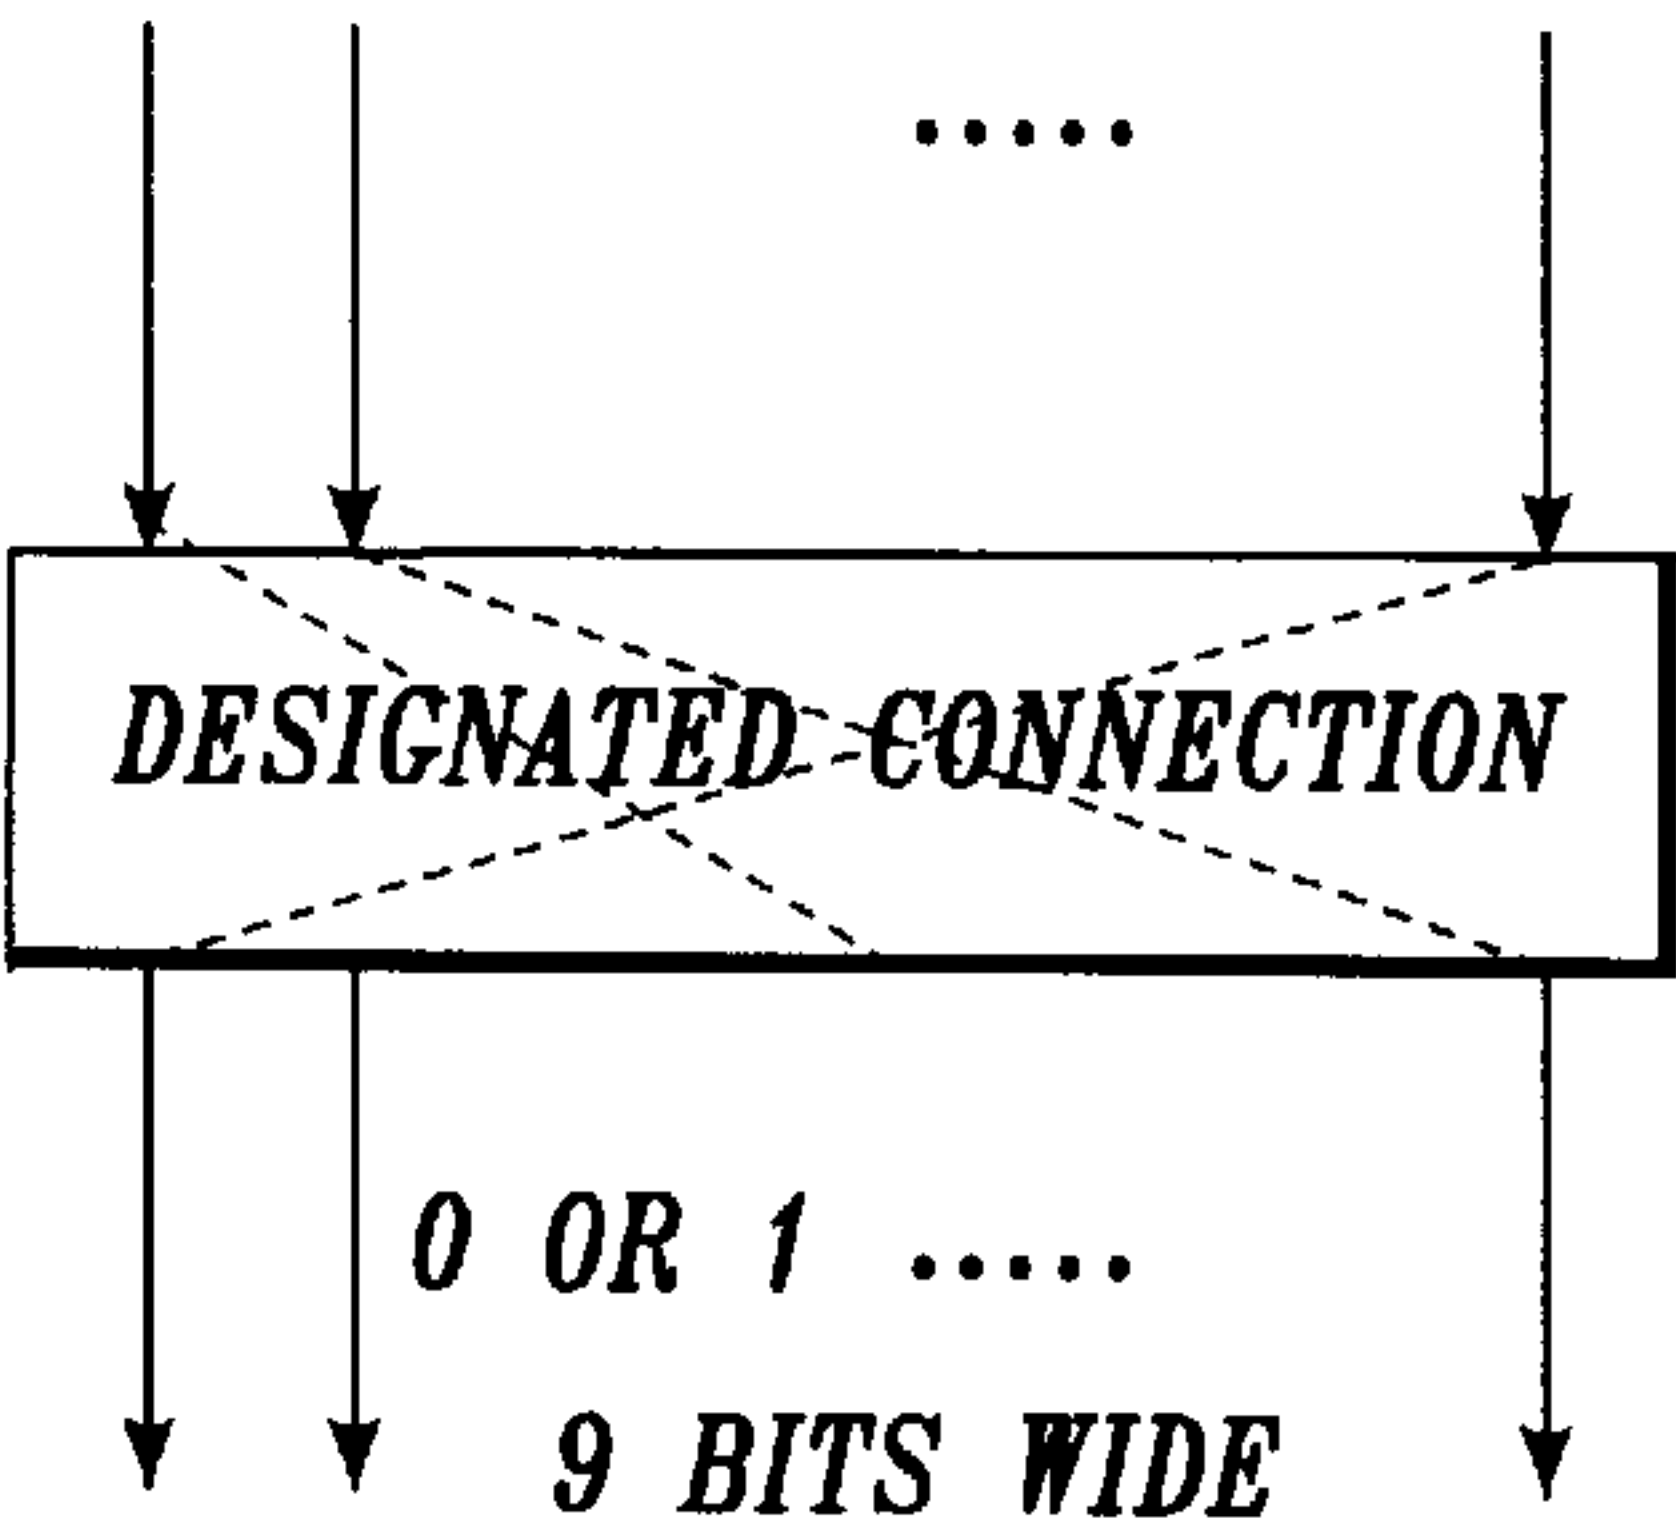 .....
DESIGNATED CONNECTION
0 OR 1 .....
9 BITS WIDE